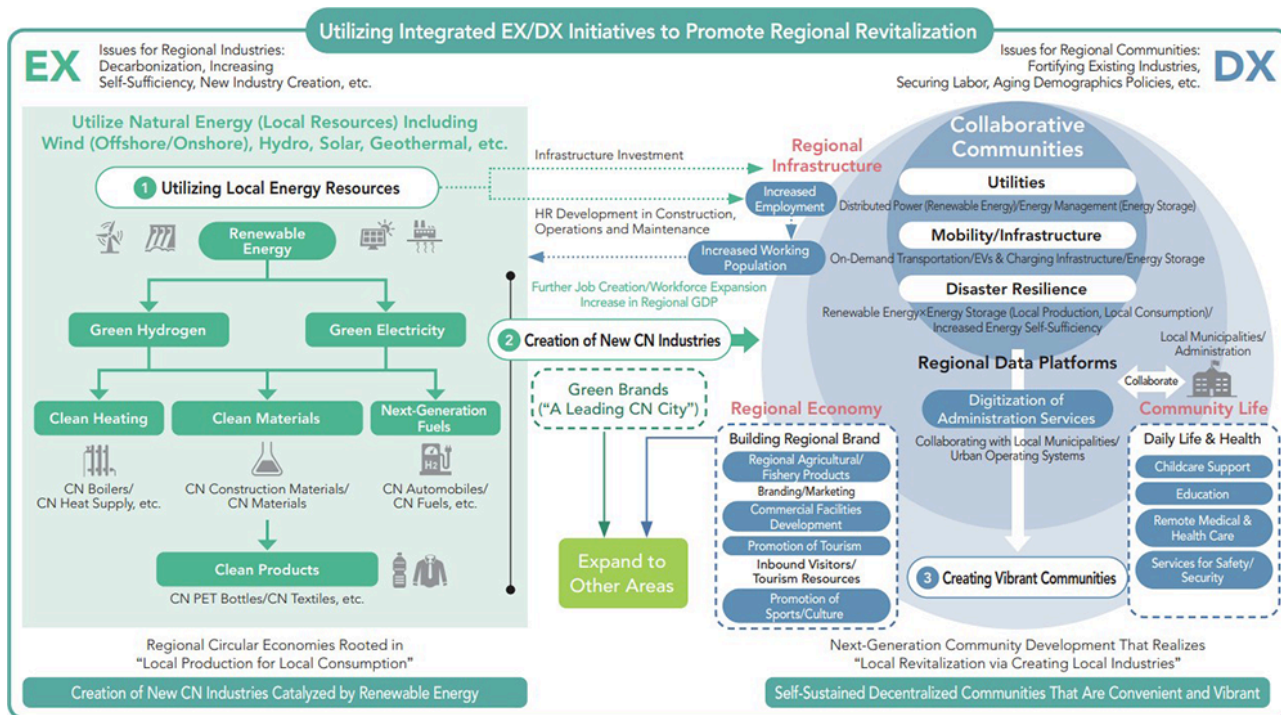 Utilizing Integrated EX/DX Initiatives to Promote Regional Revitalization
EX
Issues for Regional Industries:
Decarbonization, Increasing
Self-Sufficiency, New Industry Creation, etc.
Issues for Regional Communities:
Fortifying Existing Industries,
Securing Labor, Aging Demographics Policies, etc.
DX
Utilize Natural Energy (Local Resources) Including
Wind (Offshore/Onshore), Hydro, Solar, Geothermal, etc.
1 Utilizing Local Energy Resources
Renewable
Energy
Green Hydrogen
Green Electricity
Clean Heating
Clean Materials
Next-Generation
Fuels
H2
CN Boilers/
CN Heat Supply, etc.
CN Construction Materials/
CN Materials
CN Automobiles/
CN Fuels, etc.
Clean Products
CN PET Bottles/CN Textiles, etc.
Regional Circular Economies Rooted in
“Local Production for Local Consumption”
Creation of New CN Industries Catalyzed by Renewable Energy
Infrastructure Investment
Regional
Infrastructure
Increased
Employment
HR Development in Construction,
Operations and Maintenance
Increased Working
Population
Further Job Creation/Workforce Expansion
Increase in Regional GDP
2 Creation of New CN Industries
Green Brands
(“A Leading CN City”)
Expand to
Other Areas
Collaborative
Communities
Utilities
Distributed Power (Renewable Energy)/Energy Management (Energy Storage)
Mobility/Infrastructure
On-Demand Transportation/EVs & Charging Infrastructure/Energy Storage
Disaster Resilience
Renewable Energy×Energy Storage (Local Production, Local Consumption)/
Increased Energy Self-Sufficiency
Regional Data Platforms
Local Municipalities/
Administration
Collaborate
Digitization of
Administration Services
Collaborating with Local Municipalities/
Urban Operating Systems
Regional Economy
Building Regional Brand
Regional Agricultural/
Fishery Products
Branding/Marketing
Commercial Facilities
Development
Promotion of Tourism
Inbound Visitors/
Tourism Resources
Promotion of
Sports/Culture
Community Life
Daily Life & Health
Childcare Support
Education
Remote Medical &
Health Care
Services for Safety/
Security
3 Creating Vibrant Communities
Next-Generation Community Development That Realizes
“Local Revitalization via Creating Local Industries”
Self-Sustained Decentralized Communities That Are Convenient and Vibrant